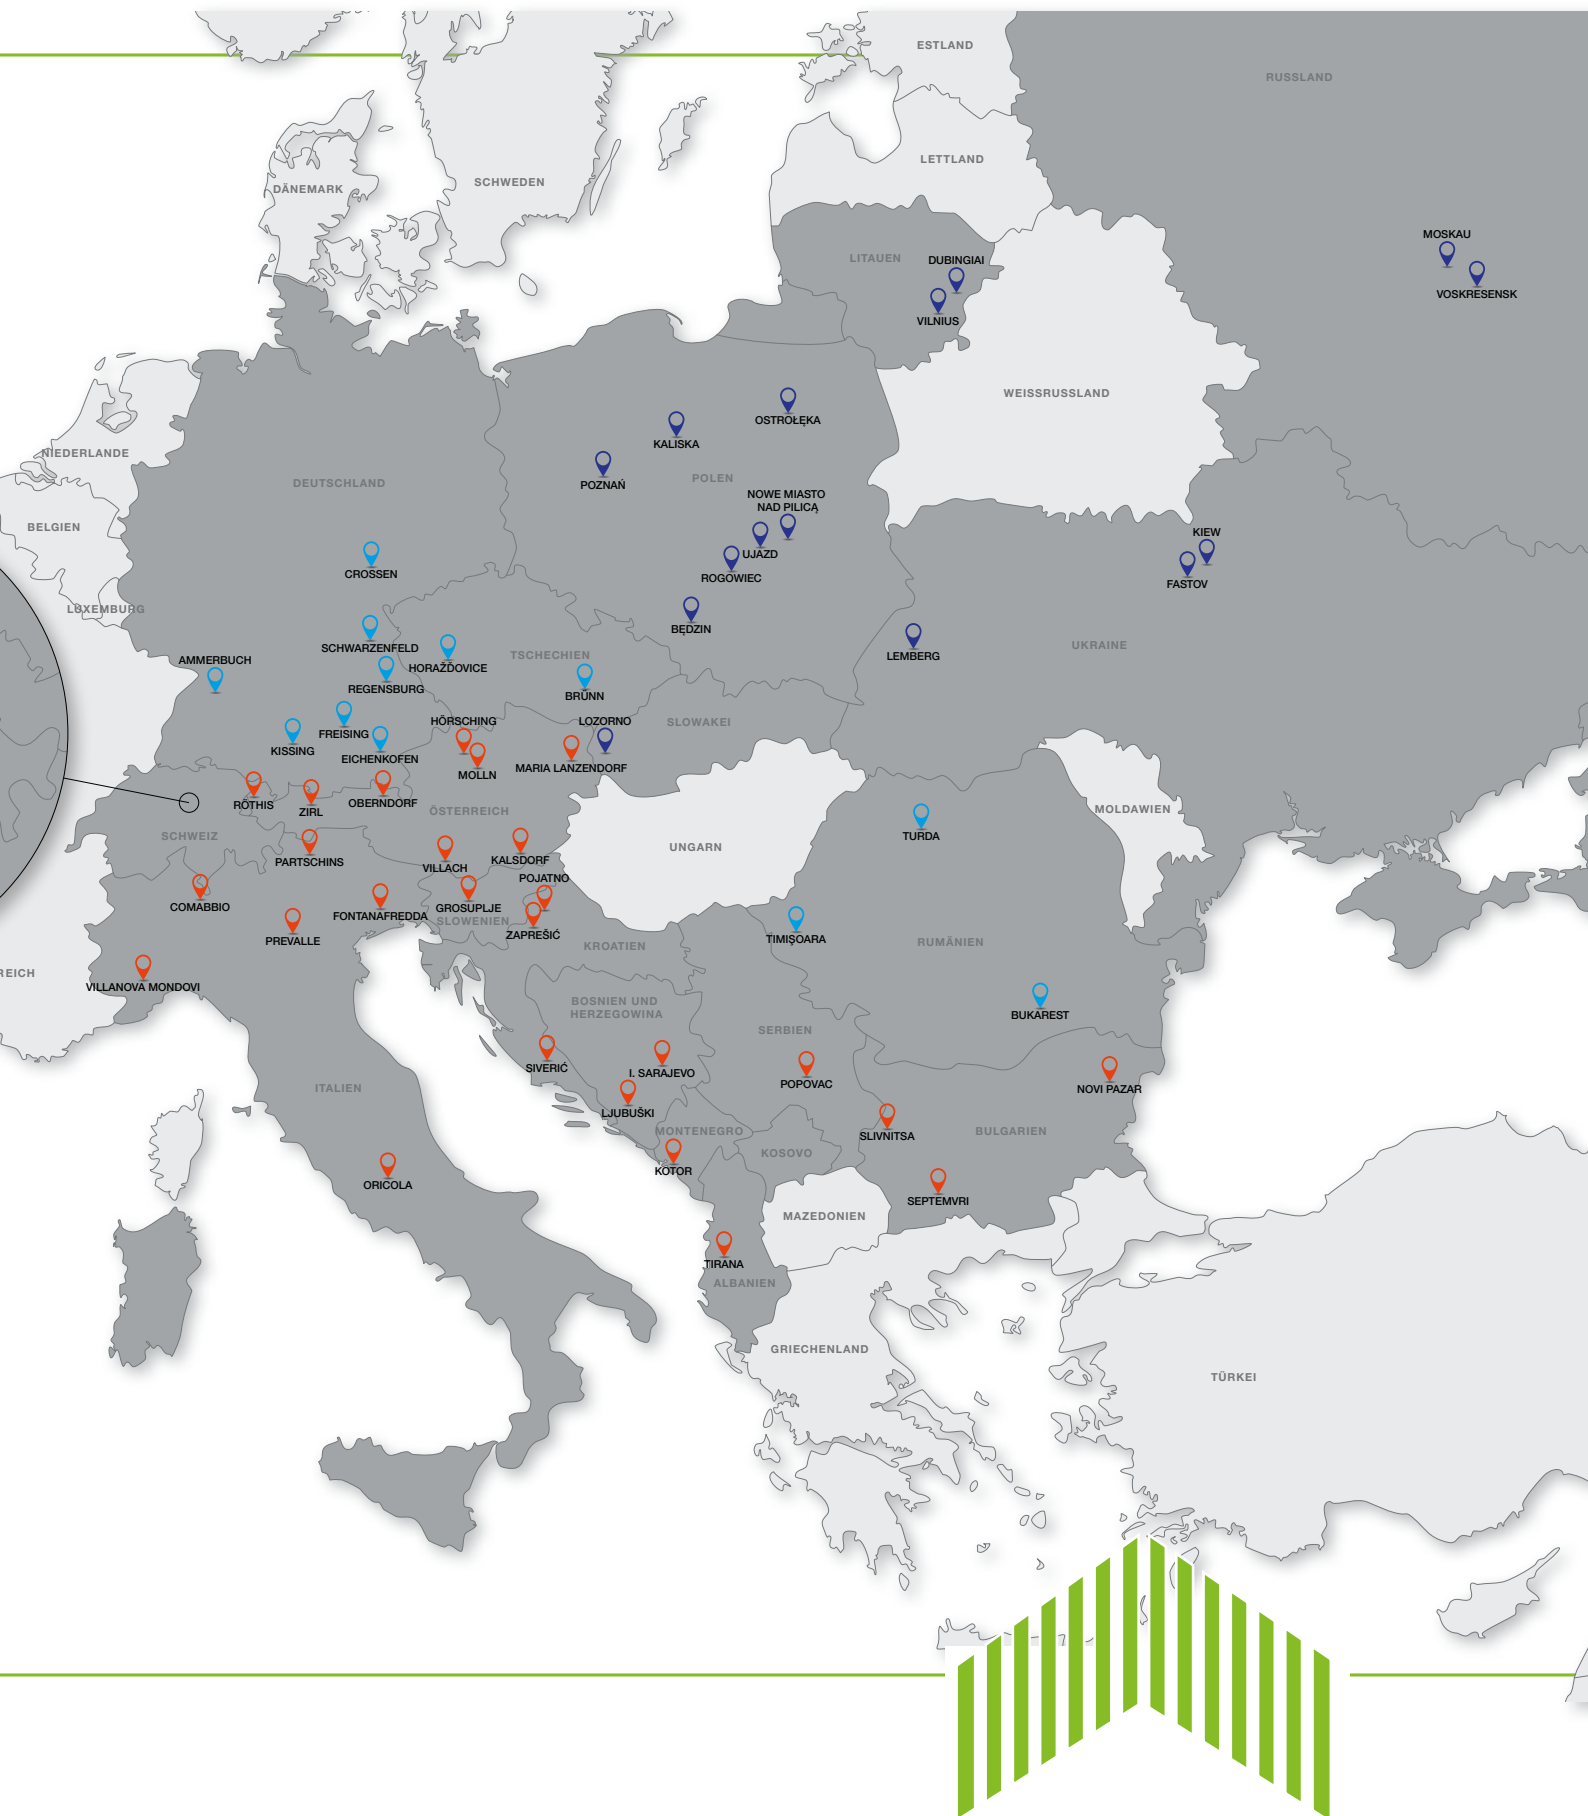 ESTLAND
RUSSLAND
LETTLAND
SCHWEDEN
DÄNEMARK
MOSKAU
VOSKRESENSK
LITAUEN
DUBINGIAI
VILNIUS
WEISSRUSSLAND
OSTROŁĘKA
KALISKA
NIEDERLANDE
DEUTSCHLAND
POZNAŃ
POLEN
NOWE MIASTO
NAD PILICĄ
BELGIEN
UJAZD
KIEW
FASTOV
CROSSEN
ROGOWIEC
LUXEMBURG
BĘDZIN
SCHWARZENFELD
HORAŽĎOVICE
TSCHECHIEN
LEMBERG
UKRAINE
AMMERBUCH
REGENSBURG
BRÜNN
HÖRSCHING
LOZORNO
SLOWAKEI
FREISING
KISSING
EICHENKOFEN
MOLLN
MARIA LANZENDORF
RÖTHIS
ZIRL
OBERNDORF
ÖSTERREICH
MOLDAWIEN
SCHWEIZ
TURDA
UNGARN
PARTSCHINS
VILLACH
KALSDORF
POJATNO
COMABBIO
FONTANAFREDDA
GROSUPLJE
SLOWENIEN
ZAPREŠIĆ
PREVALLE
KROATIEN
TIMIŞOARA
RUMÄNIEN
REICH
VILLANOVA MONDOVI
BOSNIEN UND
HERZEGOWINA
BUKAREST
SERBIEN
SIVERIĆ
I. SARAJEVO
POPOVAC
ITALIEN
NOVI PAZAR
LJUBUŠKI
MONTENEGRO
SLIVNITSA
BULGARIEN
KOSOVO
KOTOR
ORICOLA
SEPTEMVRI
MAZEDONIEN
TIRANA
ALBANIEN
GRIECHENLAND
TÜRKEI